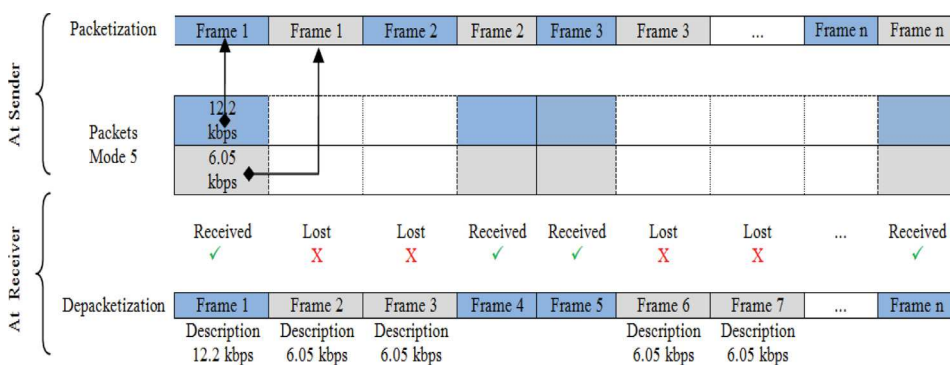 Packetization Frame 1 Frame 1 Frame 2 Frame 2 Frame 3 Frame 3 ... Frame n Frame n
At Sender
12.2
kbps
Packets
Mode 5
6.05
kbps
Received Lost Lost Received Received Lost Lost ... Received
✓ X X ✓ ✓ X X ✓
At Receiver
Depacketization Frame 1 Frame 2 Frame 3 Frame 4 Frame 5 Frame 6 Frame 7 ... Frame n
Description Description Description Description Description
12.2 kbps 6.05 kbps 6.05 kbps 6.05 kbps 6.05 kbps